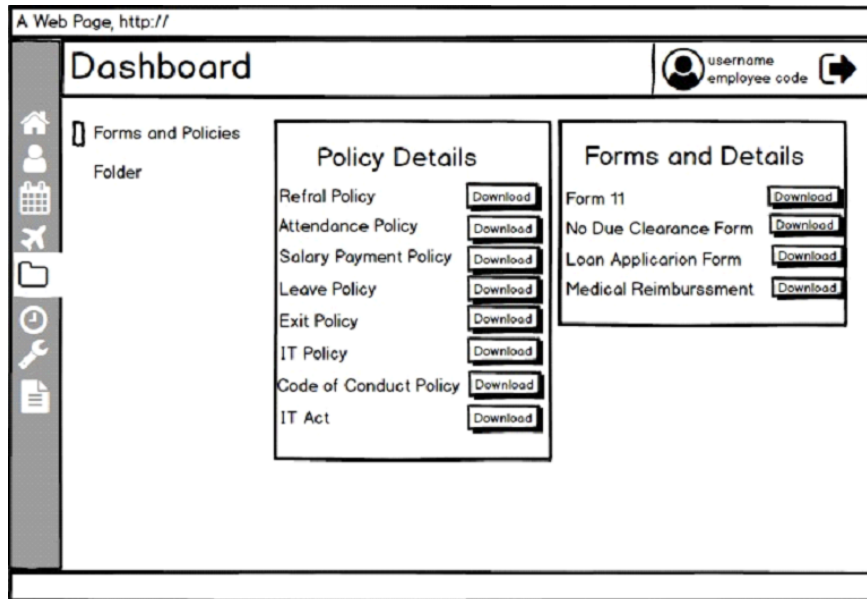 A Web Page, http://
Dashboard
username
employee code
Forms and Policies
Folder
Policy Details
Refral Policy Download
Attendance Policy Download
Salary Payment Policy Download
Leave Policy Download
Exit Policy Download
IT Policy Download
Code of Conduct Policy Download
IT Act Download
Forms and Details
Form 11 Download
No Due Clearance Form Download
Loan Applicarion Form Download
Medical Reimburssment Download